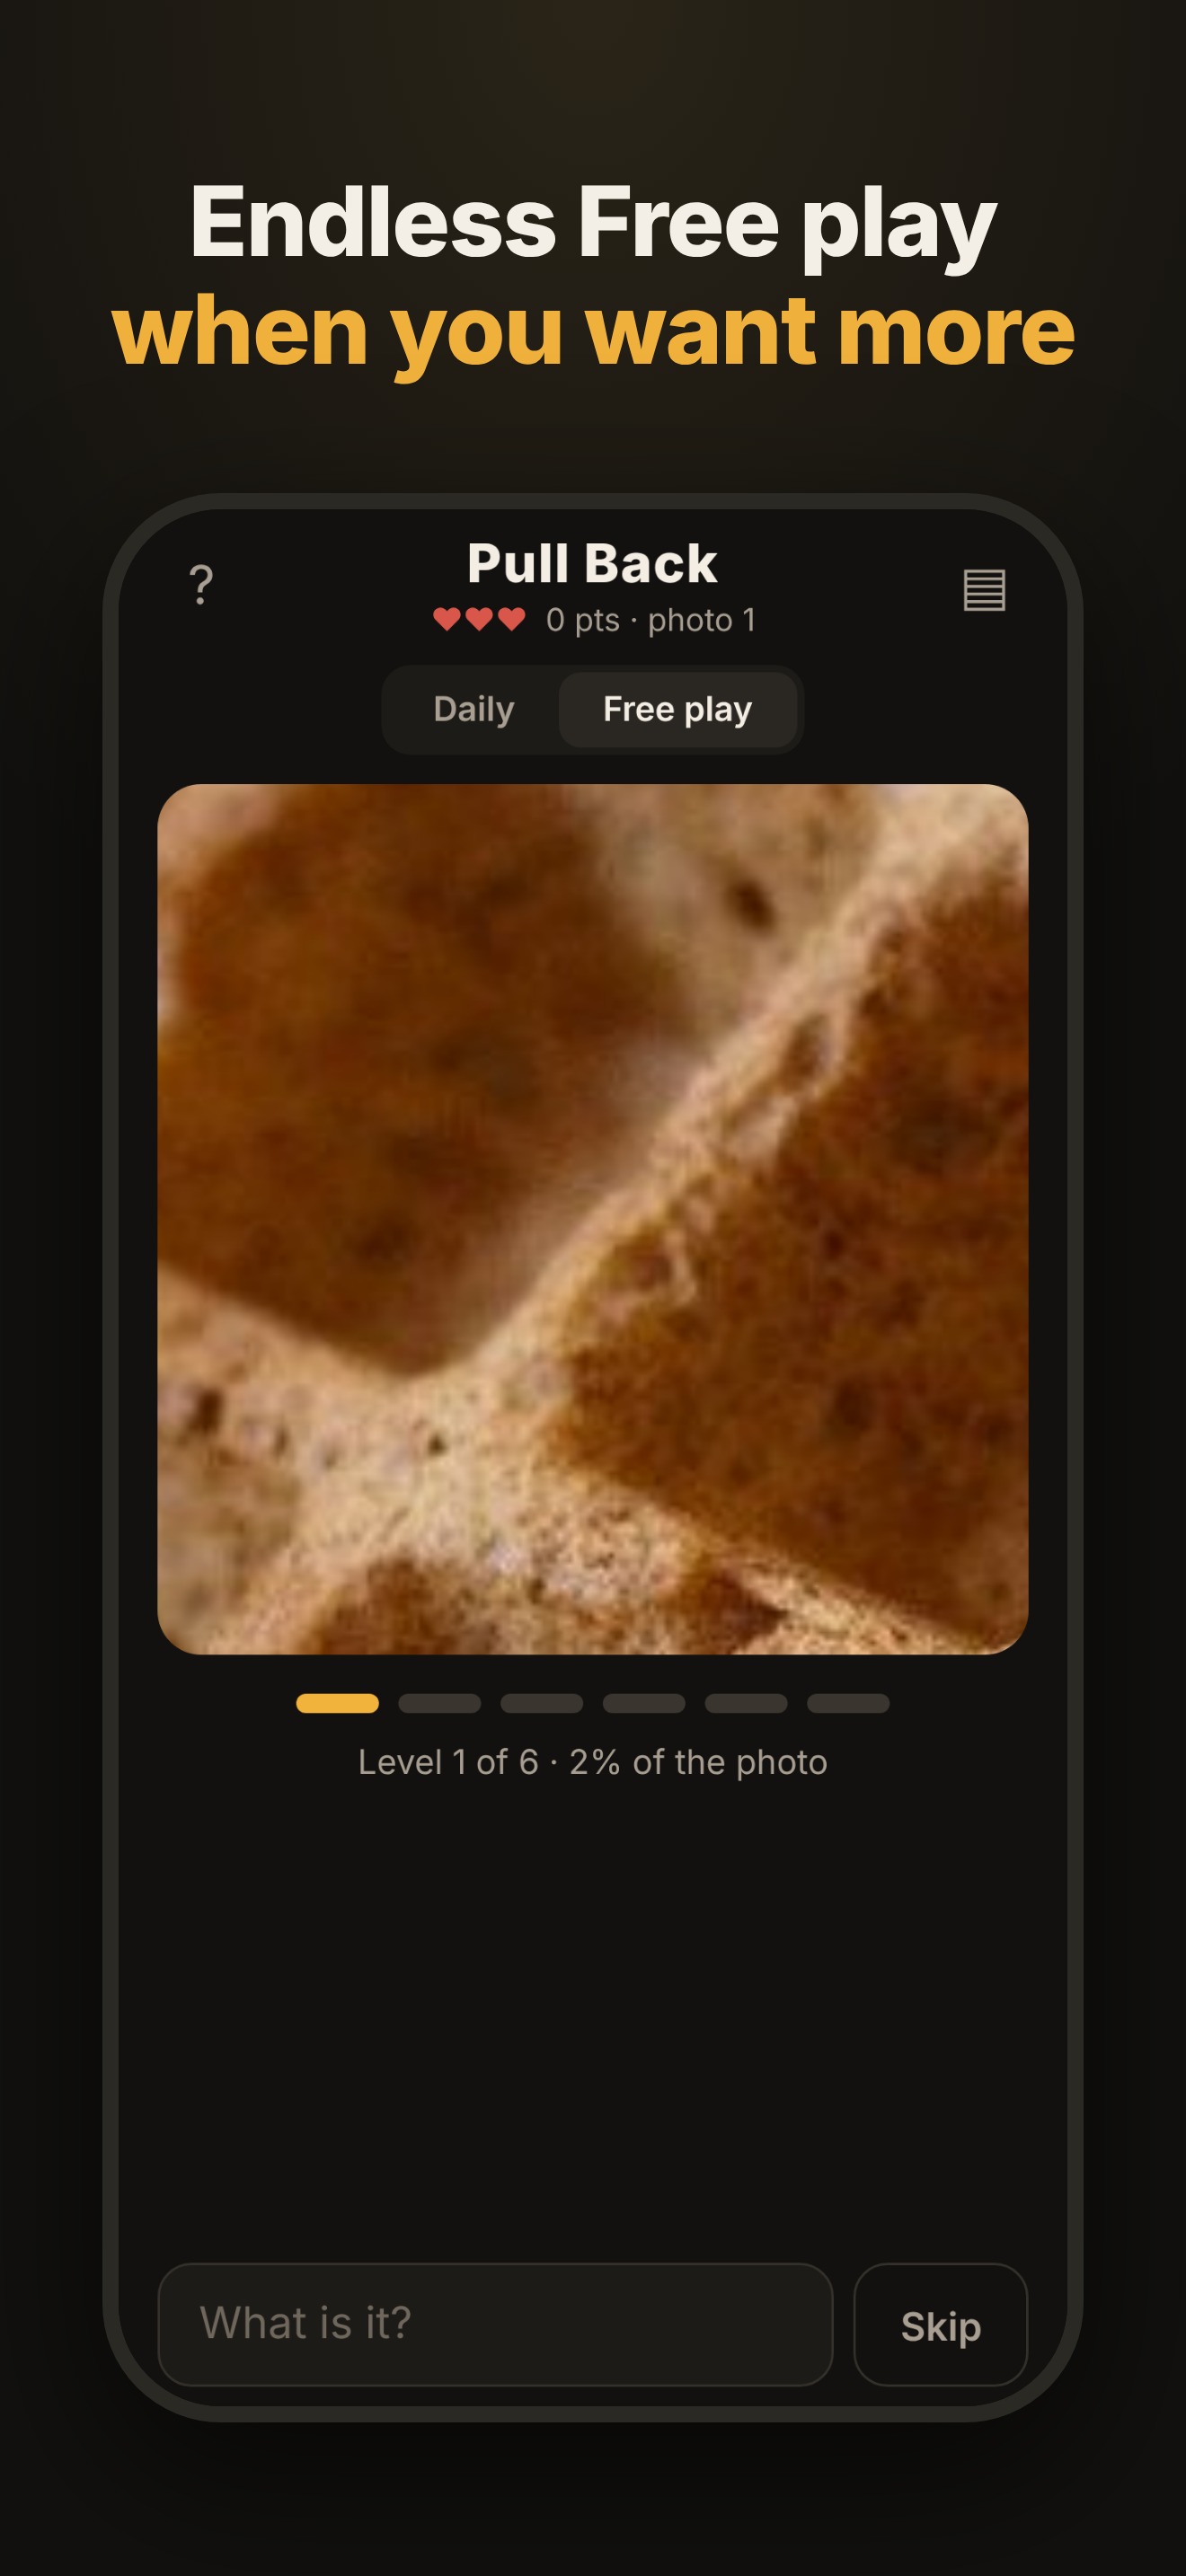 Endless Free play
when you want more
?
Pull Back
♥♥♥ 0 pts · photo 1
Daily
Free play
Level 1 of 6 · 2% of the photo
What is it?
Skip